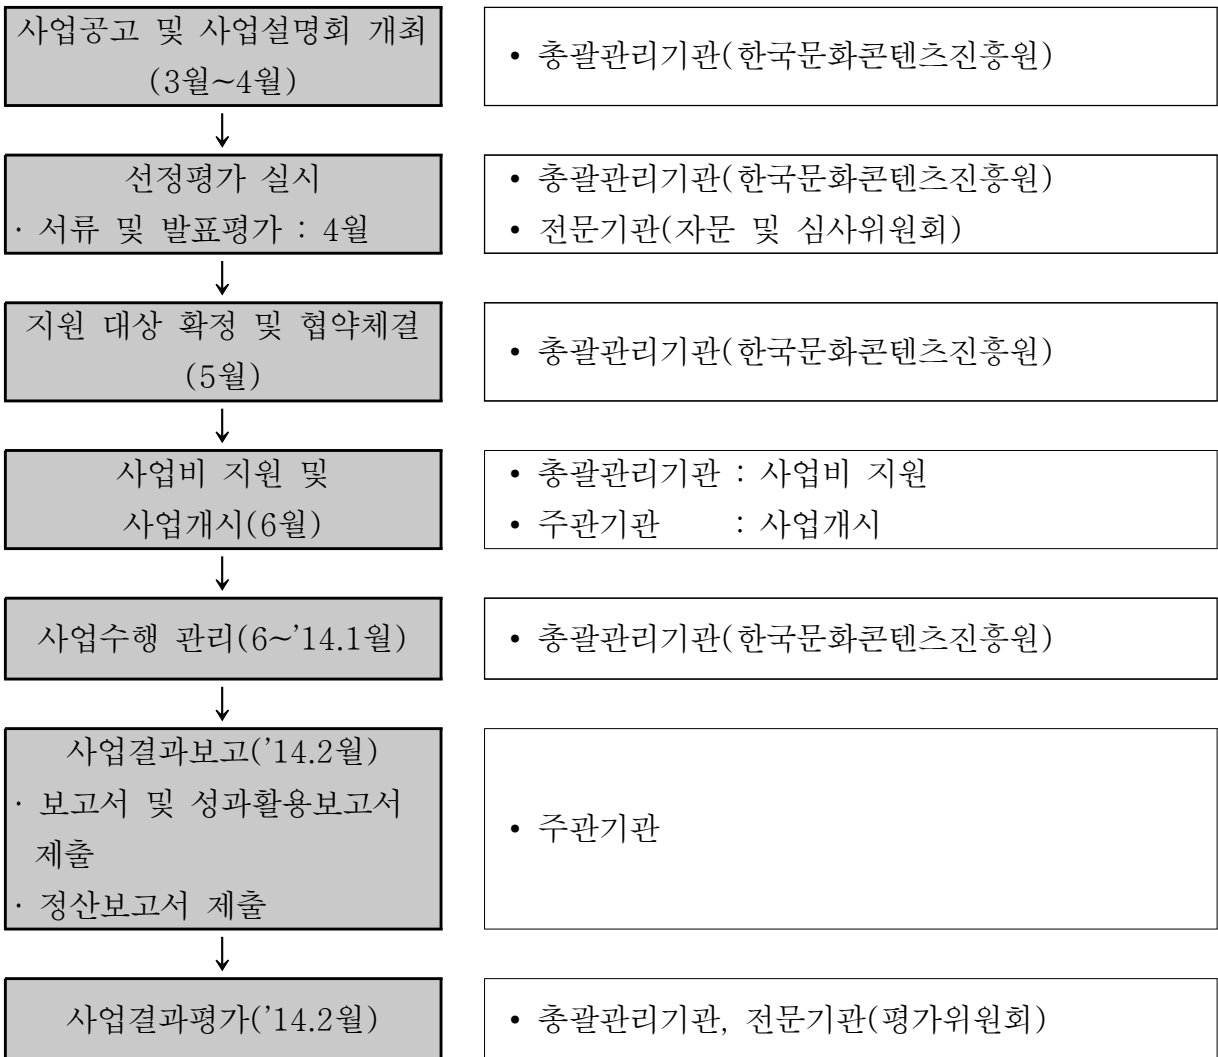 사업공고 및 사업설명회 개최
(3월~4월)
• 총괄관리기관(한국문화콘텐츠진흥원)
↓
선정평가 실시
· 서류 및 발표평가 : 4월
• 총괄관리기관(한국문화콘텐츠진흥원)
• 전문기관(자문 및 심사위원회)
↓
지원 대상 확정 및 협약체결
(5월)
• 총괄관리기관(한국문화콘텐츠진흥원)
↓
사업비 지원 및
사업개시(6월)
• 총괄관리기관 : 사업비 지원
• 주관기관 : 사업개시
↓
사업수행 관리(6~’14.1월)
• 총괄관리기관(한국문화콘텐츠진흥원)
↓
사업결과보고(’14.2월)
· 보고서 및 성과활용보고서
제출
· 정산보고서 제출
• 주관기관
↓
사업결과평가(’14.2월)
• 총괄관리기관, 전문기관(평가위원회)